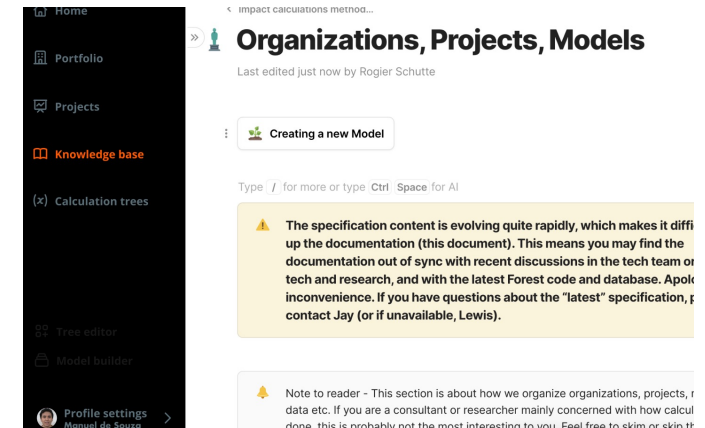 Home
Portfolio
Projects
Knowledge base
(x) Calculation trees
Tree editor
Model builder
Profile settings
Manuel de Souza
Impact calculations method...
Organizations, Projects, Models
Last edited just now by Rogier Schutte
Creating a new Model
Type / for more or type Ctrl Space for AI
The specification content is evolving quite rapidly, which makes it diffi
up the documentation (this document). This means you may find the
documentation out of sync with recent discussions in the tech team or
tech and research, and with the latest Forest code and database. Apolo
inconvenience. If you have questions about the “latest” specification, p
contact Jay (or if unavailable, Lewis).
Note to reader - This section is about how we organize organizations, projects,
data etc. If you are a consultant or researcher mainly concerned with how calcul
done, this is probably not the most interesting to you. Feel free to skim or skip th